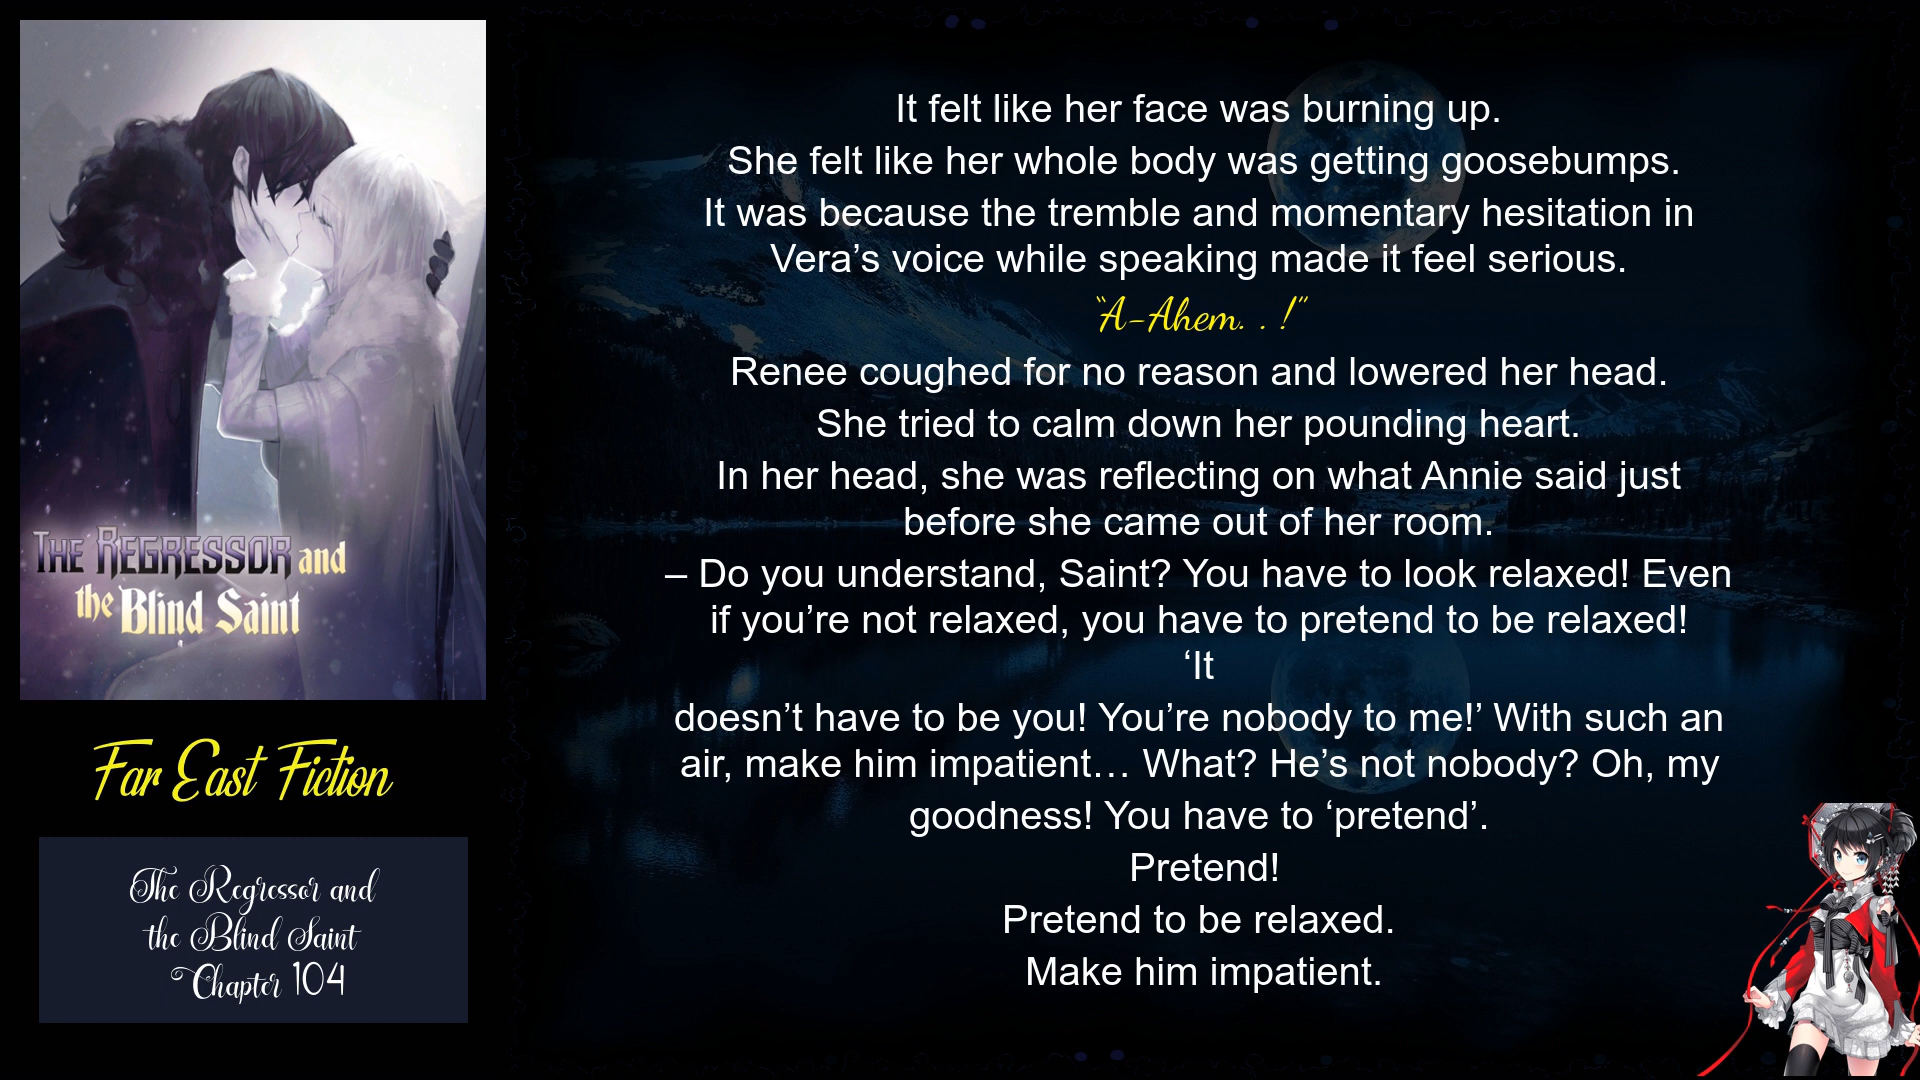 THE REGRESSOR and
the Blind Saint
Far East Fiction
The Regressor and
the Blind Saint
Chapter 104
It felt like her face was burning up.
She felt like her whole body was getting goosebumps.
It was because the tremble and momentary hesitation in
Vera’s voice while speaking made it feel serious.
“A-Ahem. . !”
Renee coughed for no reason and lowered her head.
She tried to calm down her pounding heart.
In her head, she was reflecting on what Annie said just
before she came out of her room.
– Do you understand, Saint? You have to look relaxed! Even
if you’re not relaxed, you have to pretend to be relaxed!
‘It
doesn’t have to be you! You’re nobody to me!’ With such an
air, make him impatient… What? He’s not nobody? Oh, my
goodness! You have to ‘pretend’.
Pretend!
Pretend to be relaxed.
Make him impatient.